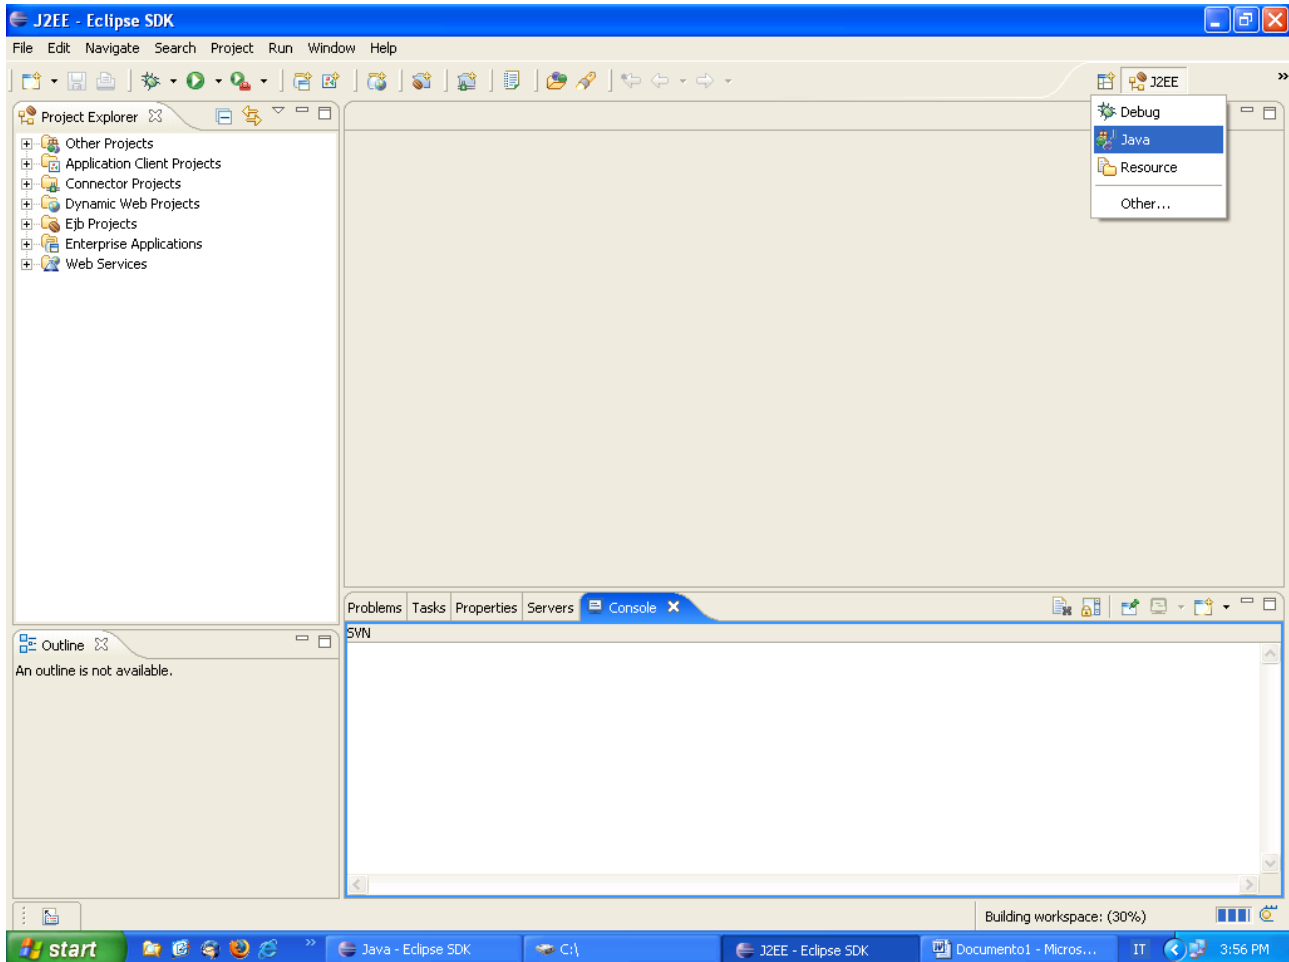 J2EE - Eclipse SDK
File Edit Navigate Search Project Run Window Help
J2EE
»
Project Explorer
Debug
Java
Resource
Other...
Other Projects
Application Client Projects
Connector Projects
Dynamic Web Projects
Ejb Projects
Enterprise Applications
Web Services
Problems Tasks Properties Servers Console
SVN
Outline
An outline is not available.
Building workspace: (30%)
start » Java - Eclipse SDK C:\ J2EE - Eclipse SDK Documento1 - Micros... IT 3:56 PM